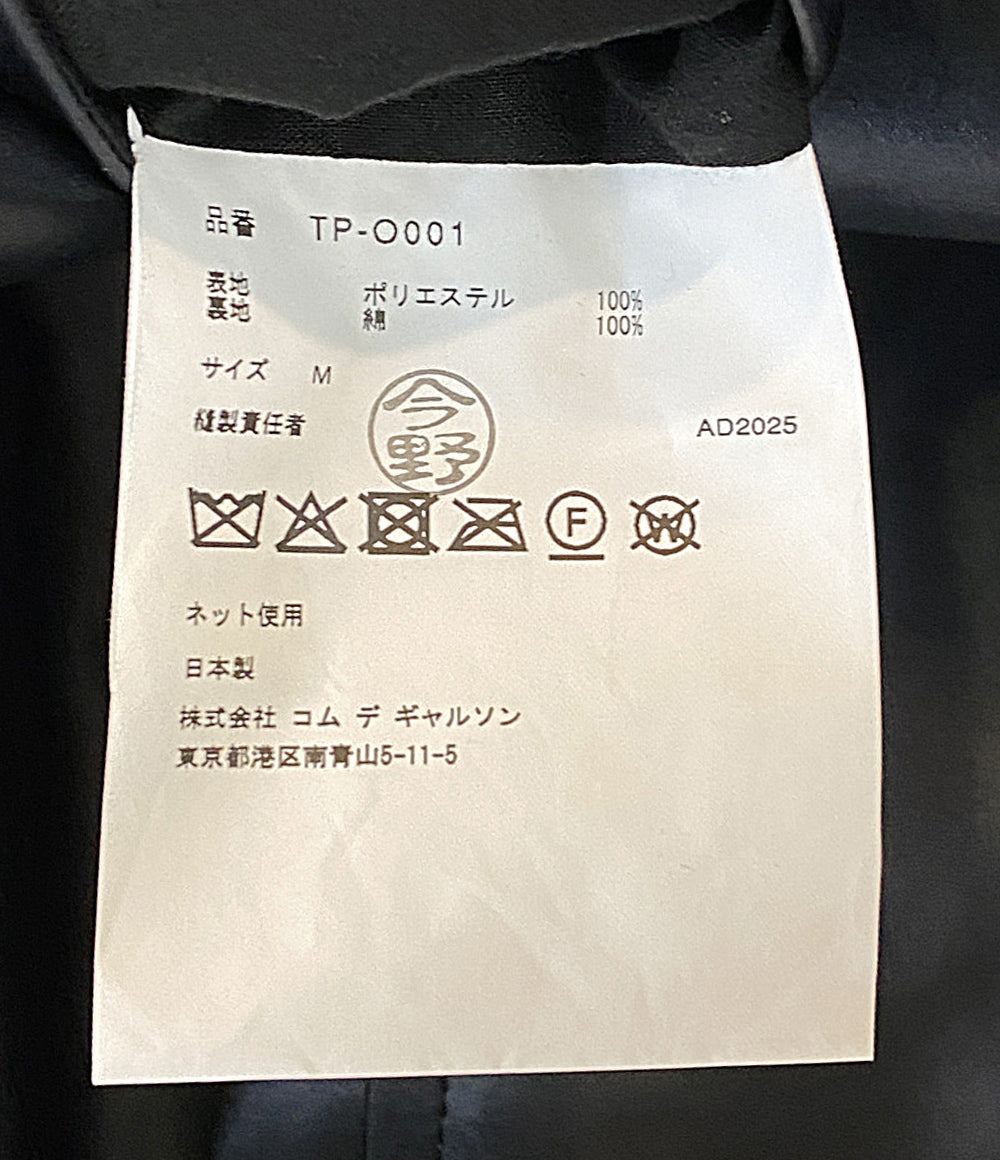 品番 TP-O001
表地 ポリエステル 100%
裏地 綿 100%
サイズ M
縫製責任者 今野 AD2025
F W
ネット使用
日本製
株式会社 コム デ ギャルソン
東京都港区南青山5-11-5